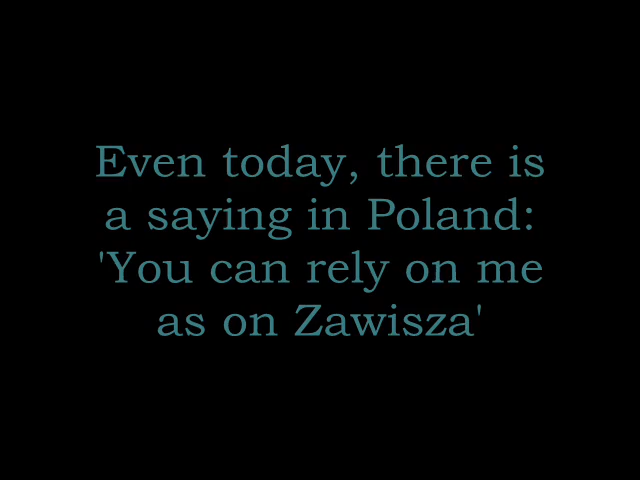 Even today, there is
a saying in Poland:
'You can rely on me
as on Zawisza'